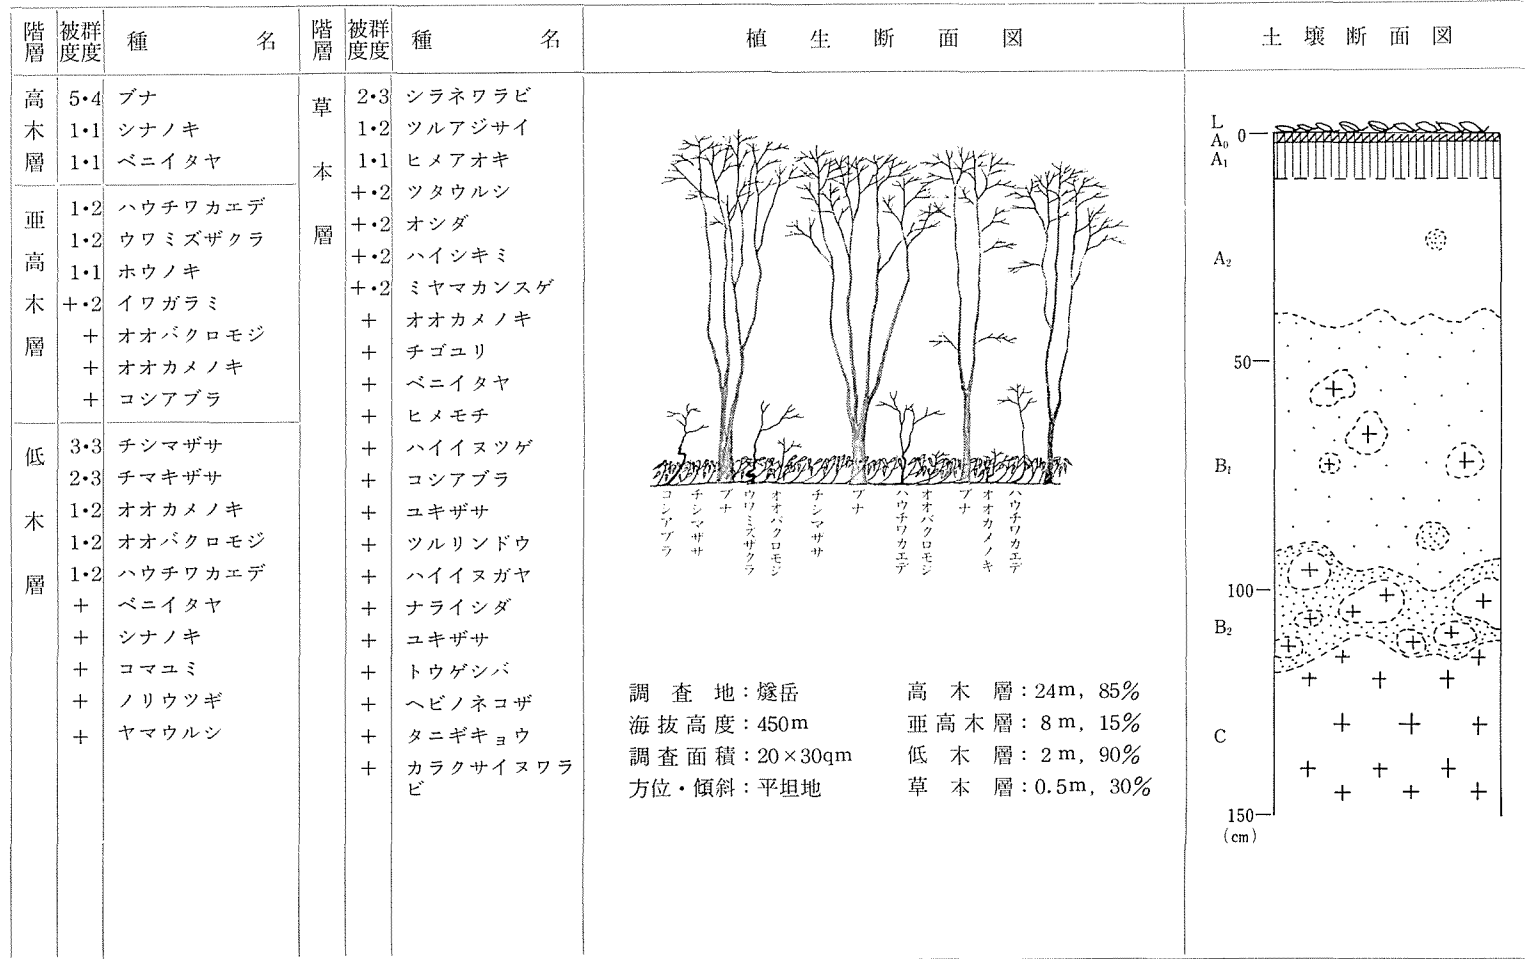 階層 被度 群度 種名 階層 被度 群度 種名 植生断面図 土壌断面図
高木層
5・4 ブナ
1・1 シナノキ
1・1 ベニイタヤ
亜高木層
1・2 ハウチワカエデ
1・2 ウワミズザクラ
1・1 ホウノキ
+・2 イワガラミ
+ オオバクロモジ
+ オオカメノキ
+ コシアブラ
低木層
3・3 チシマザサ
2・3 チマキザサ
1・2 オオカメノキ
1・2 オオバクロモジ
1・2 ハウチワカエデ
+ ベニイタヤ
+ シナノキ
+ コマユミ
+ ノリウツギ
+ ヤマウルシ
草本層
2・3 シラネワラビ
1・2 ツルアジサイ
1・1 ヒメアオキ
+・2 ツタウルシ
+・2 オシダ
+・2 ハイシキミ
+・2 ミヤマカンスゲ
+ オオカメノキ
+ チゴユリ
+ ベニイタヤ
+ ヒメモチ
+ ハイイヌツゲ
+ コシアブラ
+ ユキザサ
+ ツルリンドウ
+ ハイイヌガヤ
+ ナライシダ
+ ユキザサ
+ トウゲシバ
+ ヘビノネコザ
+ タニギキョウ
+ カラクサイヌワラ
ビ
コシアブラ
チシマザサ
ブナ
ウワミズザクラ
オオバクロモジ
チシマザサ
ブナ
ハウチワカエデ
オオバクロモジ
ブナ
オオカメノキ
ハウチワカエデ
調査地：燧岳
海抜高度：450m
調査面積：20×30qm
方位・傾斜：平坦地
高木層：24m, 85%
亜高木層：8m, 15%
低木層：2m, 90%
草本層：0.5m, 30%
L
A₀ 0
A₁
A₂
50
B₁
100
B₂
C
150
(cm)